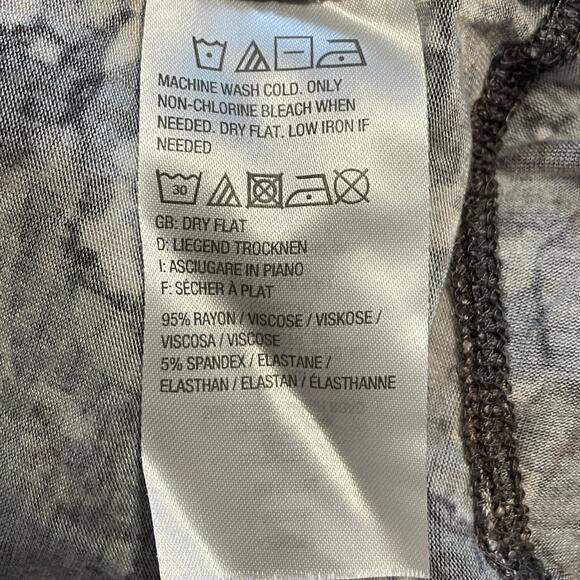 MACHINE WASH COLD. ONLY
NON-CHLORINE BLEACH WHEN
NEEDED. DRY FLAT. LOW IRON IF
NEEDED
30
GB: DRY FLAT
D: LIEGEND TROCKNEN
I: ASCIUGARE IN PIANO
F: SÉCHER À PLAT
95% RAYON / VISCOSE / VISKOSE /
VISCOSA / VISCOSE
5% SPANDEX / ELASTANE /
ELASTHAN / ELASTAN / ÉLASTHANNE